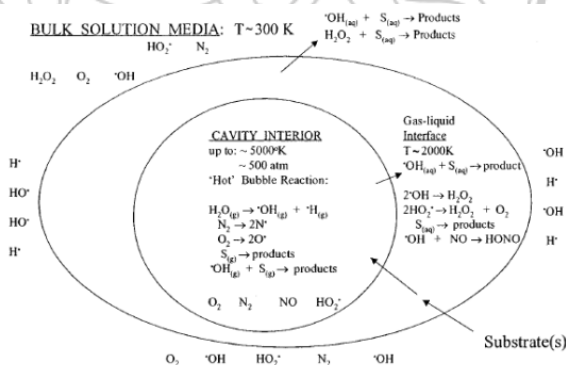 BULK SOLUTION MEDIA: T~300 K
•OH(aq) + S(aq) → Products
H2O2 + S(aq) → Products
HO2• N2
H2O2 O2 •OH
CAVITY INTERIOR
up to: ~ 5000°K
~ 500 atm
'Hot' Bubble Reaction:
H2O(g) → •OH(g) + •H(g)
N2 → 2N•
O2 → 2O•
S(g) → products
•OH(g) + S(g) → products
O2 N2 NO HO2•
Gas-liquid
Interface
T~2000K
•OH(aq) + S(aq) → product
2•OH → H2O2
2HO2• → H2O2 + O2
S(aq) → products
•OH + NO → HONO
H•
HO•
HO•
H•
•OH
H•
•OH
H•
Substrate(s)
O2 •OH HO2• N2 •OH